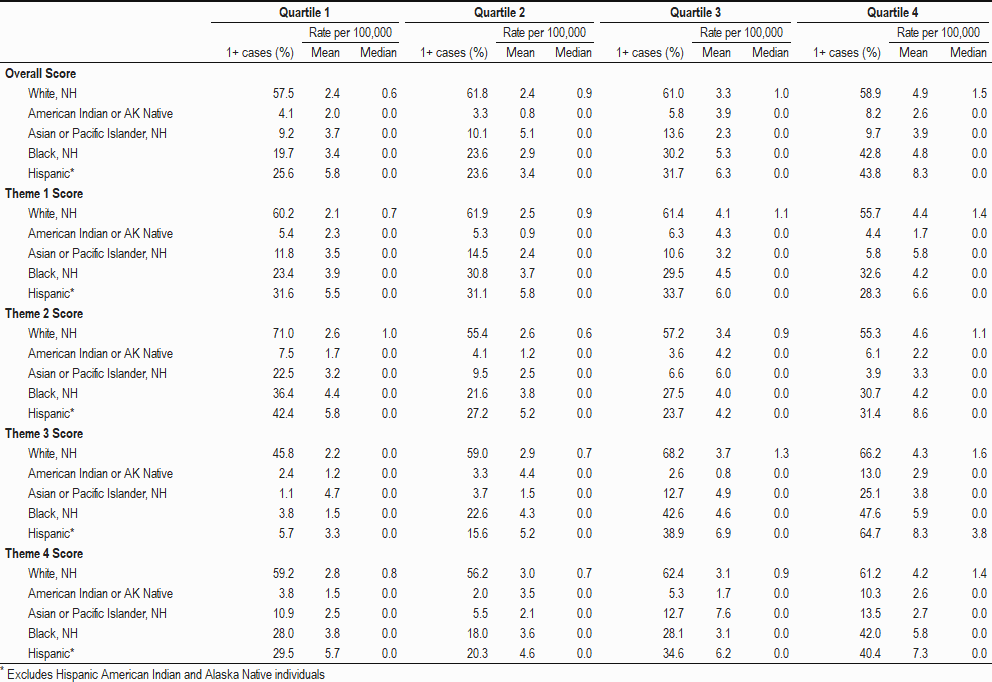 Quartile 1 Quartile 2 Quartile 3 Quartile 4
Rate per 100,000 Rate per 100,000 Rate per 100,000 Rate per 100,000
1+ cases (%) Mean Median 1+ cases (%) Mean Median 1+ cases (%) Mean Median 1+ cases (%) Mean Median
Overall Score
White, NH 57.5 2.4 0.6 61.8 2.4 0.9 61.0 3.3 1.0 58.9 4.9 1.5
American Indian or AK Native 4.1 2.0 0.0 3.3 0.8 0.0 5.8 3.9 0.0 8.2 2.6 0.0
Asian or Pacific Islander, NH 9.2 3.7 0.0 10.1 5.1 0.0 13.6 2.3 0.0 9.7 3.9 0.0
Black, NH 19.7 3.4 0.0 23.6 2.9 0.0 30.2 5.3 0.0 42.8 4.8 0.0
Hispanic* 25.6 5.8 0.0 23.6 3.4 0.0 31.7 6.3 0.0 43.8 8.3 0.0
Theme 1 Score
White, NH 60.2 2.1 0.7 61.9 2.5 0.9 61.4 4.1 1.1 55.7 4.4 1.4
American Indian or AK Native 5.4 2.3 0.0 5.3 0.9 0.0 6.3 4.3 0.0 4.4 1.7 0.0
Asian or Pacific Islander, NH 11.8 3.5 0.0 14.5 2.4 0.0 10.6 3.2 0.0 5.8 5.8 0.0
Black, NH 23.4 3.9 0.0 30.8 3.7 0.0 29.5 4.5 0.0 32.6 4.2 0.0
Hispanic* 31.6 5.5 0.0 31.1 5.8 0.0 33.7 6.0 0.0 28.3 6.6 0.0
Theme 2 Score
White, NH 71.0 2.6 1.0 55.4 2.6 0.6 57.2 3.4 0.9 55.3 4.6 1.1
American Indian or AK Native 7.5 1.7 0.0 4.1 1.2 0.0 3.6 4.2 0.0 6.1 2.2 0.0
Asian or Pacific Islander, NH 22.5 3.2 0.0 9.5 2.5 0.0 6.6 6.0 0.0 3.9 3.3 0.0
Black, NH 36.4 4.4 0.0 21.6 3.8 0.0 27.5 4.0 0.0 30.7 4.2 0.0
Hispanic* 42.4 5.8 0.0 27.2 5.2 0.0 23.7 4.2 0.0 31.4 8.6 0.0
Theme 3 Score
White, NH 45.8 2.2 0.0 59.0 2.9 0.7 68.2 3.7 1.3 66.2 4.3 1.6
American Indian or AK Native 2.4 1.2 0.0 3.3 4.4 0.0 2.6 0.8 0.0 13.0 2.9 0.0
Asian or Pacific Islander, NH 1.1 4.7 0.0 3.7 1.5 0.0 12.7 4.9 0.0 25.1 3.8 0.0
Black, NH 3.8 1.5 0.0 22.6 4.3 0.0 42.6 4.6 0.0 47.6 5.9 0.0
Hispanic* 5.7 3.3 0.0 15.6 5.2 0.0 38.9 6.9 0.0 64.7 8.3 3.8
Theme 4 Score
White, NH 59.2 2.8 0.8 56.2 3.0 0.7 62.4 3.1 0.9 61.2 4.2 1.4
American Indian or AK Native 3.8 1.5 0.0 2.0 3.5 0.0 5.3 1.7 0.0 10.3 2.6 0.0
Asian or Pacific Islander, NH 10.9 2.5 0.0 5.5 2.1 0.0 12.7 7.6 0.0 13.5 2.7 0.0
Black, NH 28.0 3.8 0.0 18.0 3.6 0.0 28.1 3.1 0.0 42.0 5.8 0.0
Hispanic* 29.5 5.7 0.0 20.3 4.6 0.0 34.6 6.2 0.0 40.4 7.3 0.0
* Excludes Hispanic American Indian and Alaska Native individuals